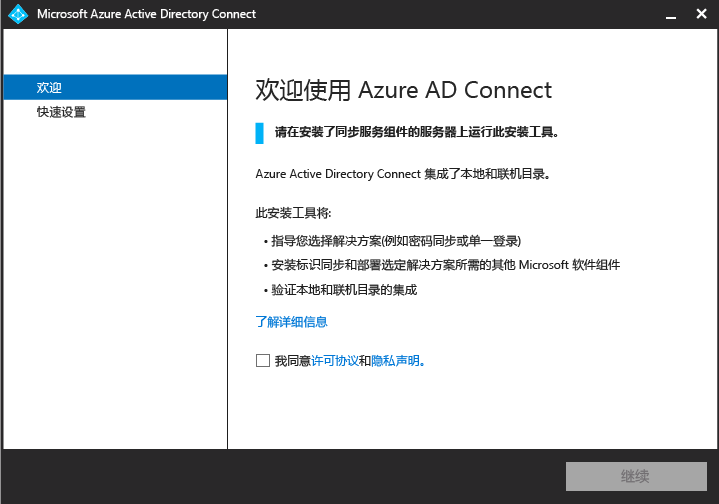 Microsoft Azure Active Directory Connect
欢迎
快速设置
欢迎使用 Azure AD Connect
请在安装了同步服务组件的服务器上运行此安装工具。
Azure Active Directory Connect 集成了本地和联机目录。
此安装工具将:
• 指导您选择解决方案(例如密码同步或单一登录)
• 安装标识同步和部署选定解决方案所需的其他 Microsoft 软件组件
• 验证本地和联机目录的集成
了解详细信息
我同意许可协议和隐私声明。
继续